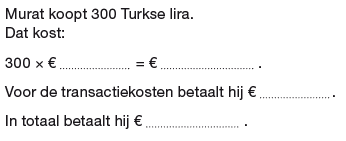 Murat koopt 300 Turkse lira.
Dat kost:
300 × € ........................ = € ................................ .
Voor de transactiekosten betaalt hij € ........................ .
In totaal betaalt hij € ................................ .